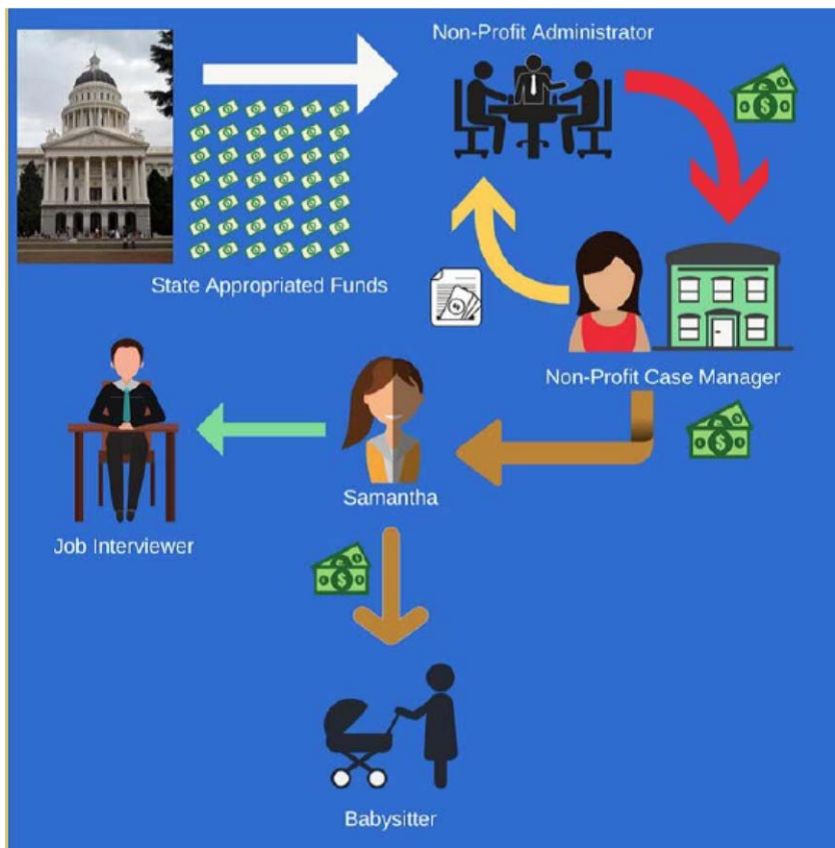 Non-Profit Administrator
State Appropriated Funds
Non-Profit Case Manager
Samantha
Job Interviewer
Babysitter